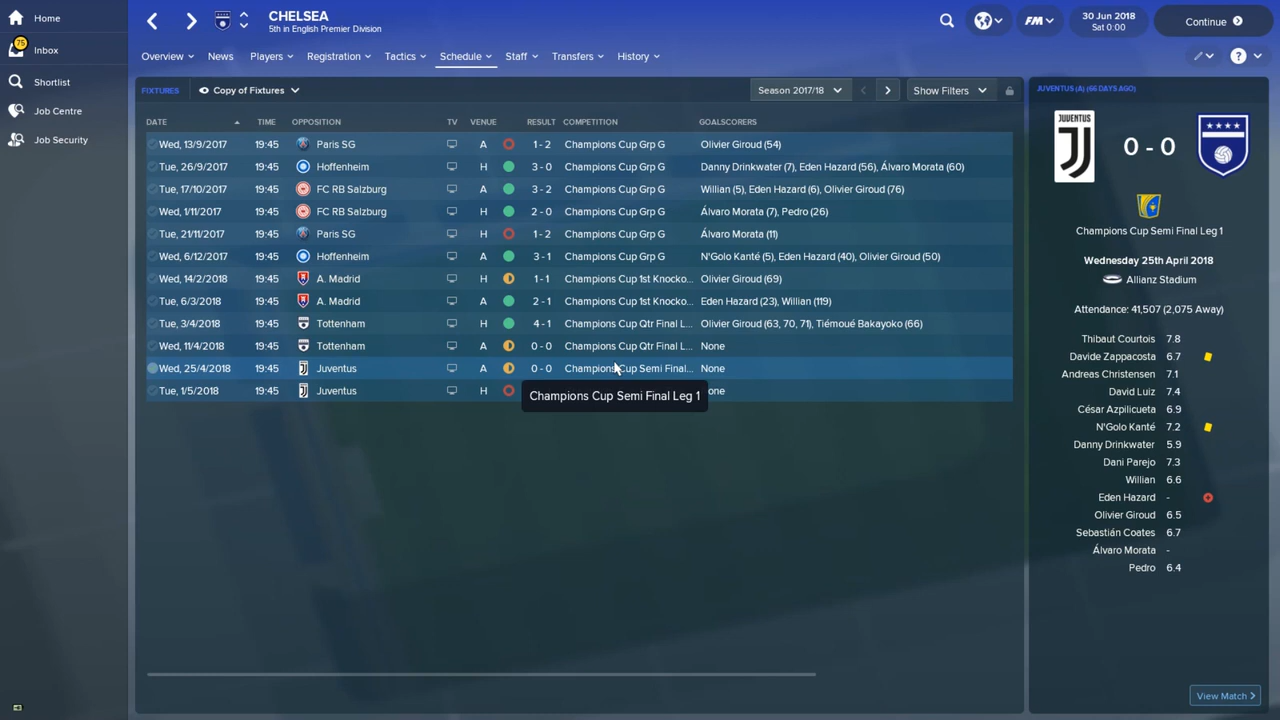 Home
Inbox
75
Shortlist
Job Centre
Job Security
CHELSEA
5th in English Premier Division
FM
30 Jun 2018
Sat 0:00
Continue
Overview News Players Registration Tactics Schedule Staff Transfers History
?
FIXTURES Copy of Fixtures Season 2017/18 Show Filters
DATE TIME OPPOSITION TV VENUE RESULT COMPETITION GOALSCORERS
Wed, 13/9/2017 19:45 Paris SG A 1 - 2 Champions Cup Grp G Olivier Giroud (54)
Tue, 26/9/2017 19:45 Hoffenheim H 3 - 0 Champions Cup Grp G Danny Drinkwater (7), Eden Hazard (56), Álvaro Morata (60)
Tue, 17/10/2017 19:45 FC RB Salzburg A 3 - 2 Champions Cup Grp G Willian (5), Eden Hazard (6), Olivier Giroud (76)
Wed, 1/11/2017 19:45 FC RB Salzburg H 2 - 0 Champions Cup Grp G Álvaro Morata (7), Pedro (26)
Tue, 21/11/2017 19:45 Paris SG H 1 - 2 Champions Cup Grp G Álvaro Morata (11)
Wed, 6/12/2017 19:45 Hoffenheim A 3 - 1 Champions Cup Grp G N'Golo Kanté (5), Eden Hazard (40), Olivier Giroud (50)
Wed, 14/2/2018 19:45 A. Madrid H 1 - 1 Champions Cup 1st Knocko... Olivier Giroud (69)
Tue, 6/3/2018 19:45 A. Madrid A 2 - 1 Champions Cup 1st Knocko... Eden Hazard (23), Willian (119)
Tue, 3/4/2018 19:45 Tottenham H 4 - 1 Champions Cup Qtr Final L... Olivier Giroud (63, 70, 71), Tiémoué Bakayoko (66)
Wed, 11/4/2018 19:45 Tottenham A 0 - 0 Champions Cup Qtr Final L... None
Wed, 25/4/2018 19:45 Juventus A 0 - 0 Champions Cup Semi Final... None
Tue, 1/5/2018 19:45 Juventus H
Champions Cup Semi Final Leg 1
JUVENTUS (A) (66 DAYS AGO)
JUVENTUS
0 - 0
Champions Cup Semi Final Leg 1
Wednesday 25th April 2018
Allianz Stadium
Attendance: 41,507 (2,075 Away)
Thibaut Courtois 7.8
Davide Zappacosta 6.7
Andreas Christensen 7.1
David Luiz 7.4
César Azpilicueta 6.9
N'Golo Kanté 7.2
Danny Drinkwater 5.9
Dani Parejo 7.3
Willian 6.6
Eden Hazard -
Olivier Giroud 6.5
Sebastián Coates 6.7
Álvaro Morata -
Pedro 6.4
View Match